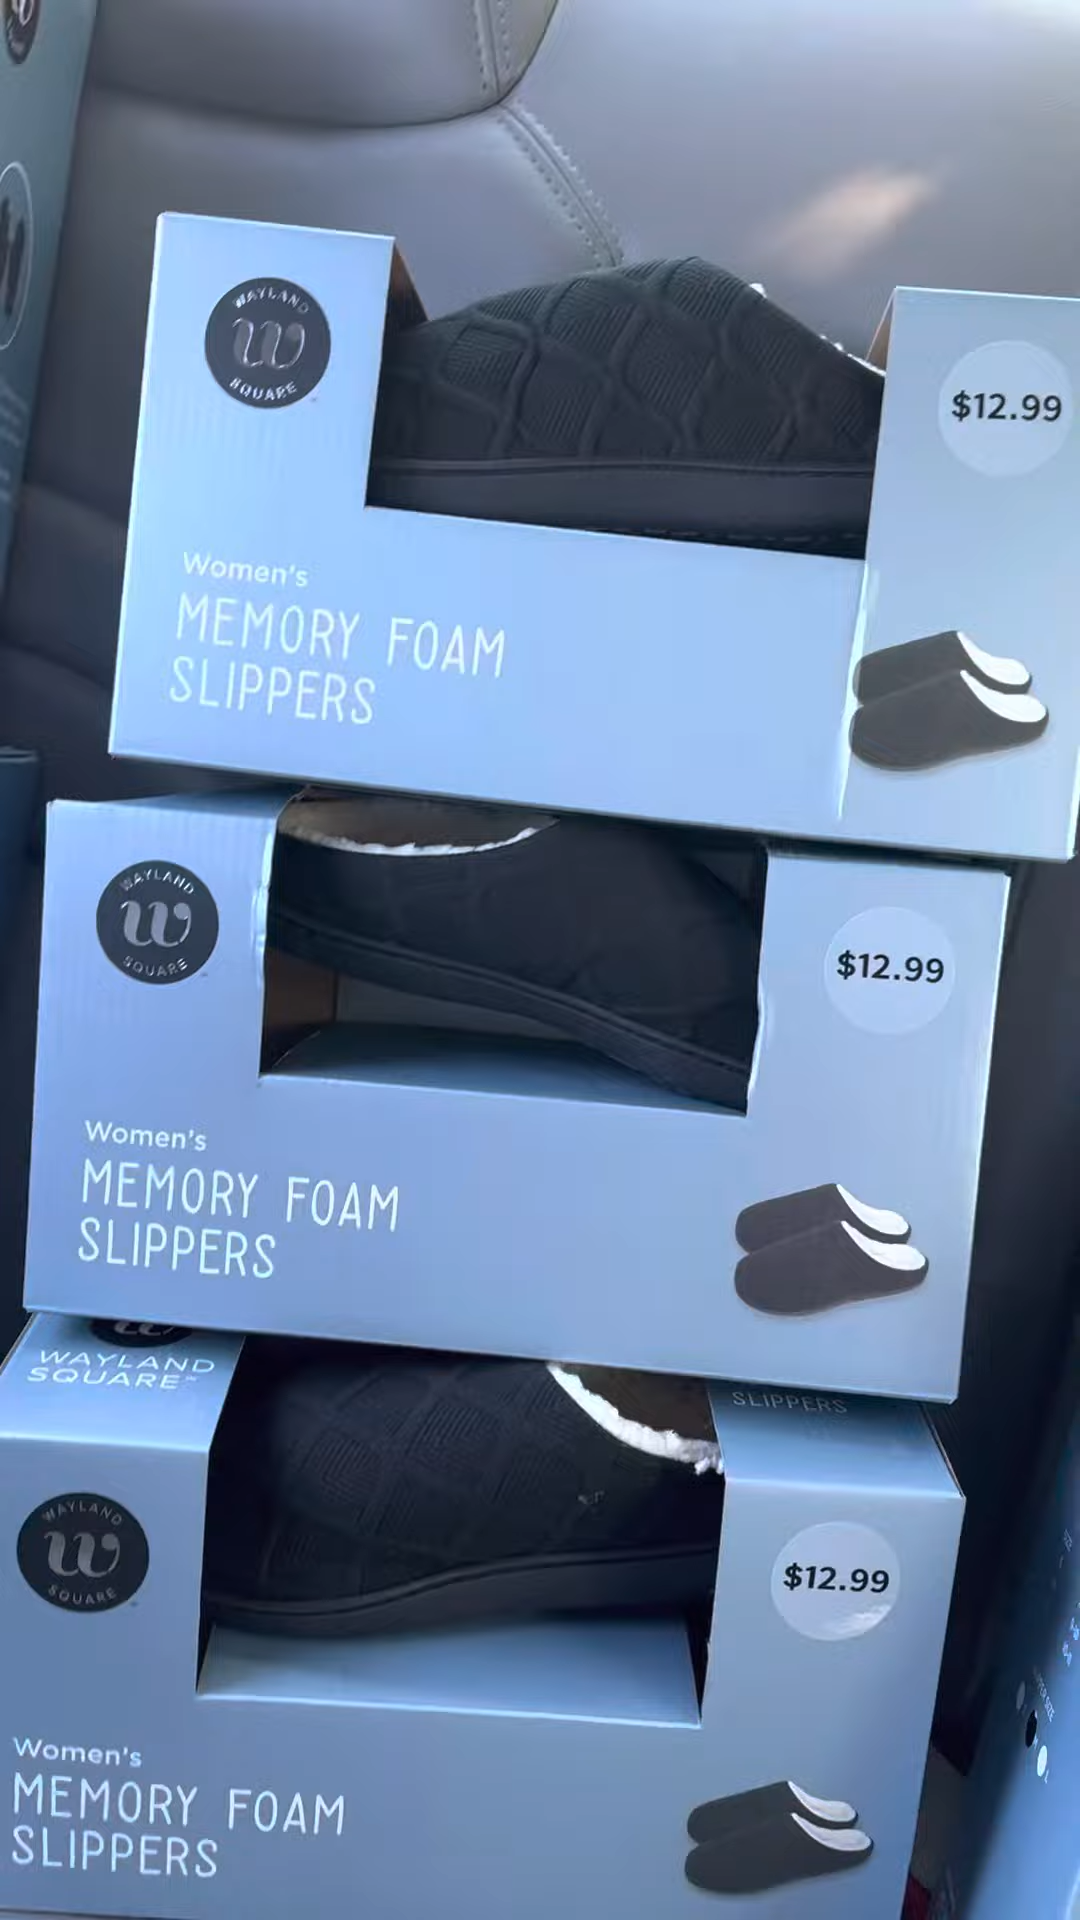 WAYLAND
W
SQUARE
$12.99
Women's
MEMORY FOAM
SLIPPERS
WAYLAND
W
SQUARE
$12.99
Women's
MEMORY FOAM
SLIPPERS
WAYLAND
SQUARE™
SLIPPERS
WAYLAND
W
SQUARE
$12.99
Women's
MEMORY FOAM
SLIPPERS